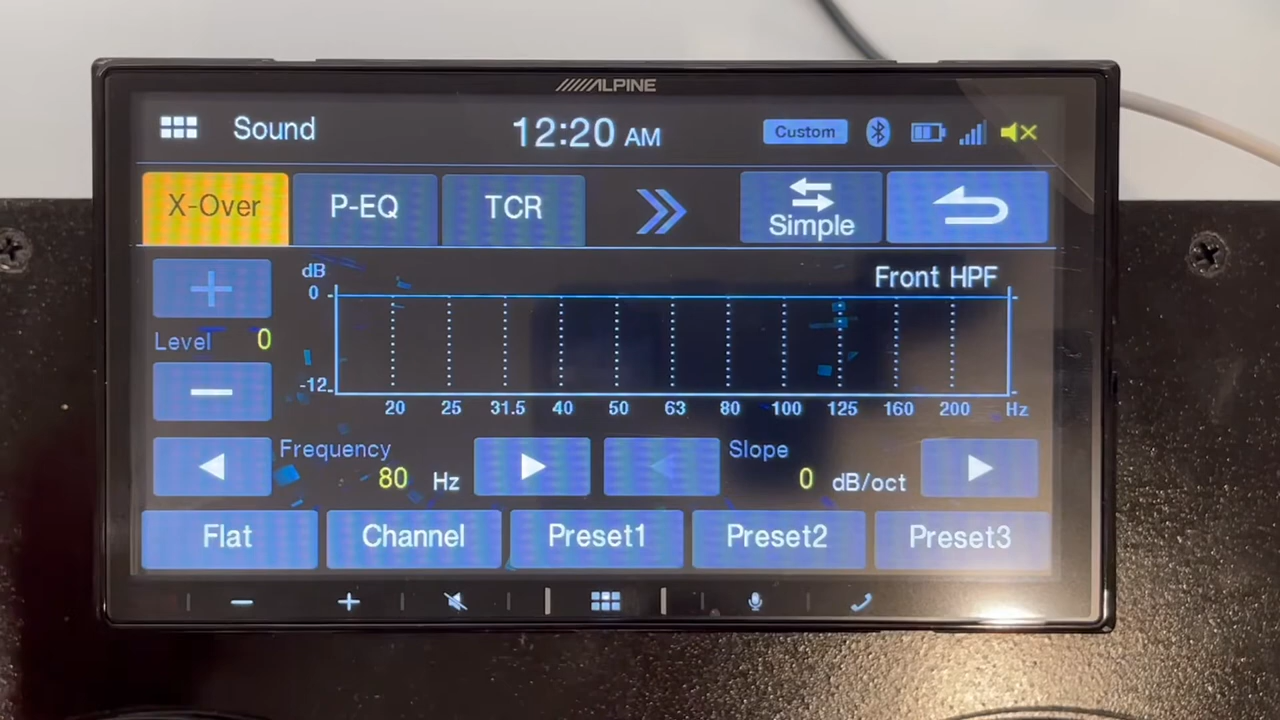 ALPINE
Sound 12:20 AM Custom
X-Over P-EQ TCR Simple
dB Front HPF
0
Level 0
-12
20 25 31.5 40 50 63 80 100 125 160 200 Hz
Frequency 80 Hz Slope 0 dB/oct
Flat Channel Preset1 Preset2 Preset3